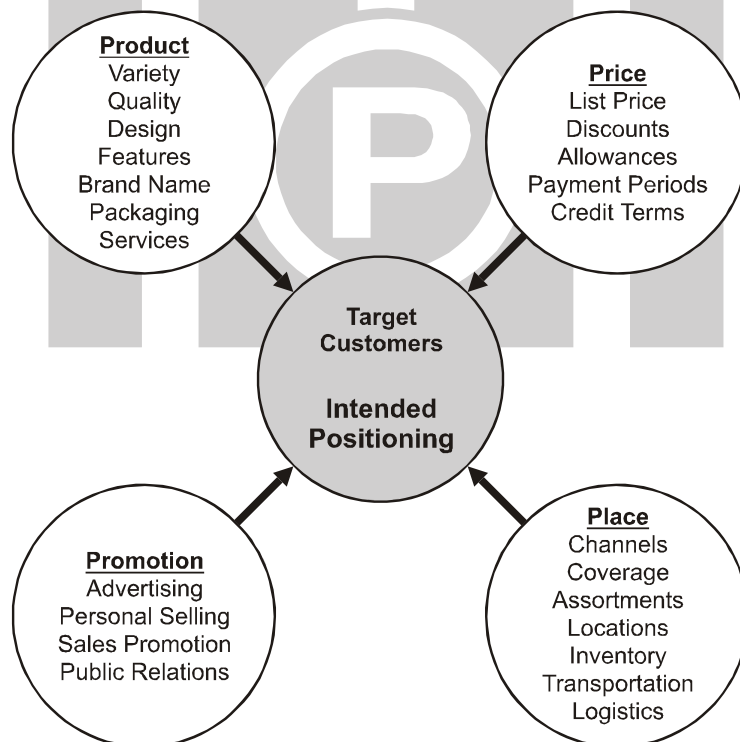 Product
Variety
Quality
Design
Features
Brand Name
Packaging
Services
Price
List Price
Discounts
Allowances
Payment Periods
Credit Terms
Target
Customers
Intended
Positioning
Promotion
Advertising
Personal Selling
Sales Promotion
Public Relations
Place
Channels
Coverage
Assortments
Locations
Inventory
Transportation
Logistics
P